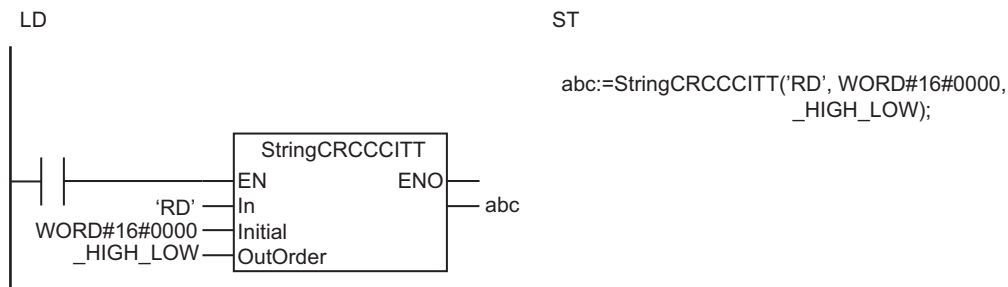 LD
ST
abc:=StringCRCCCITT('RD', WORD#16#0000,
_HIGH_LOW);
StringCRCCCITT
EN ENO
‘RD’ In abc
WORD#16#0000 Initial
_HIGH_LOW OutOrder